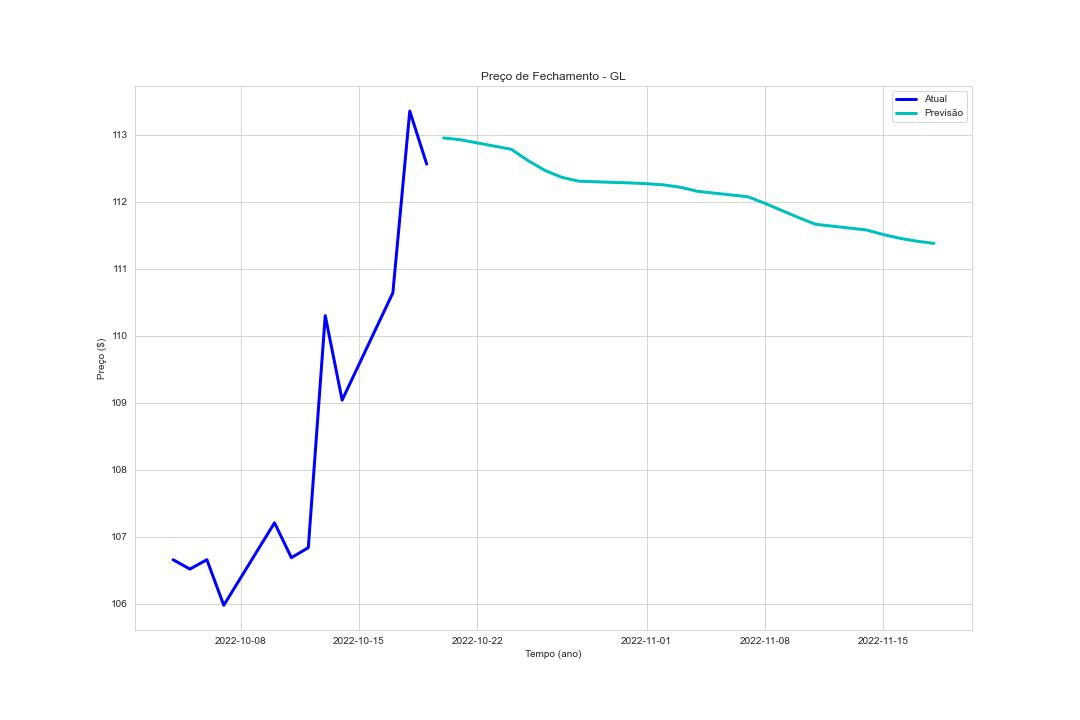 Preço de Fechamento - GL
Atual
Previsão
Preço ($)
113
112
111
110
109
108
107
106
2022-10-08
2022-10-15
2022-10-22
2022-11-01
2022-11-08
2022-11-15
Tempo (ano)